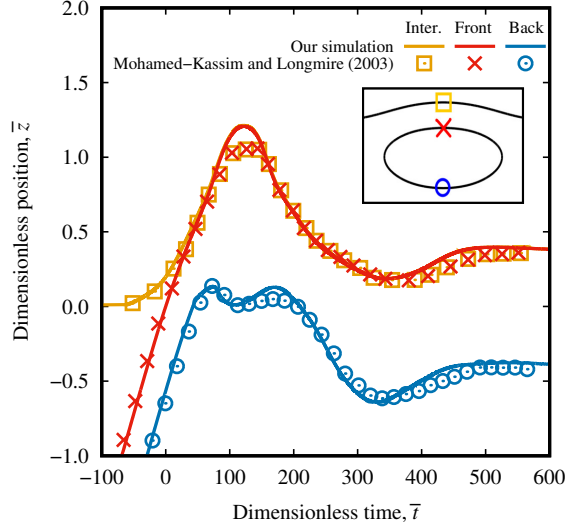 Inter. Front Back
Our simulation
Mohamed−Kassim and Longmire (2003)
2.0
1.5
1.0
0.5
0.0
−0.5
−1.0
−100 0 100 200 300 400 500 600
Dimensionless position, z̅
Dimensionless time, t̅